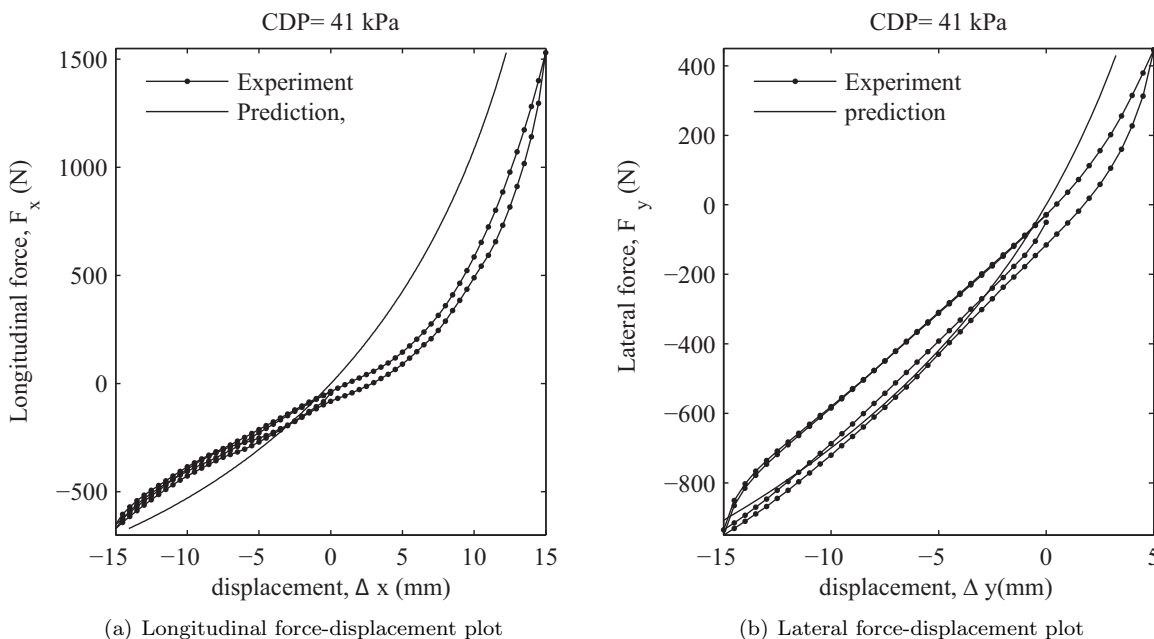 CDP= 41 kPa
Experiment
Prediction,
Longitudinal force, F_x (N)
1500
1000
500
0
−500
−15 −10 −5 0 5 10 15
displacement, Δ x (mm)
(a) Longitudinal force-displacement plot
CDP= 41 kPa
Experiment
prediction
Lateral force, F_y (N)
400
200
0
−200
−400
−600
−800
−15 −10 −5 0 5
displacement, Δ y(mm)
(b) Lateral force-displacement plot